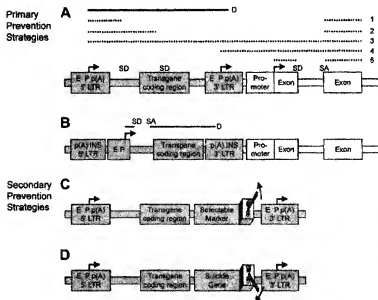 Primary
Prevention
Strategies
A
D
1
2
3
4
5
SD SD SD SA
E P p(A)
5' LTR
Transgene
coding region
E P p(A)
3' LTR
Pro-
moter
Exon
Exon
B
SD SA
D
p(A) INS
5' LTR
E P
Transgene
coding region
p(A) INS
3' LTR
Pro-
moter
Exon
Exon
Secondary
Prevention
Strategies
C
E P p(A)
5' LTR
Transgene
coding region
Selectable
Marker
E P p(A)
3' LTR
D
E P p(A)
5' LTR
Transgene
coding region
Suicide
Gene
E P p(A)
3' LTR